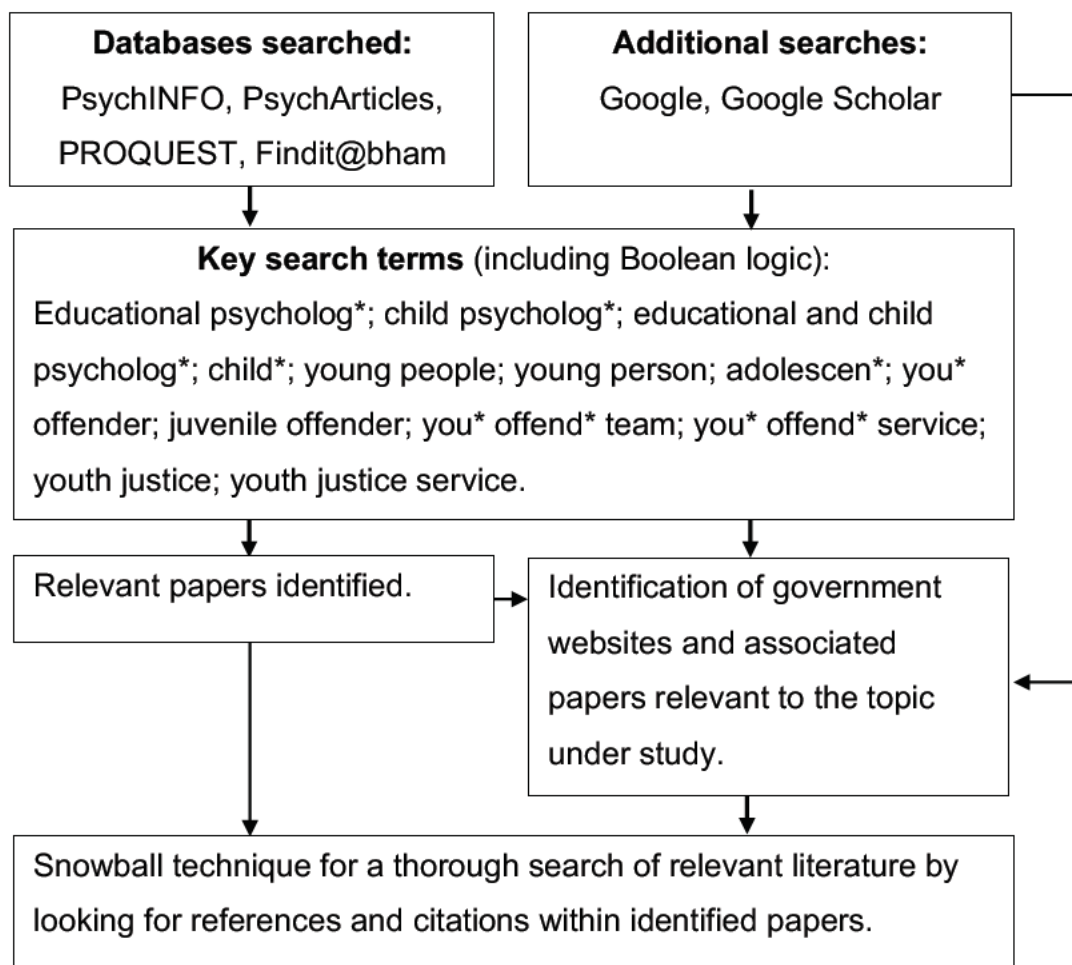 Databases searched:
PsychINFO, PsychArticles,
PROQUEST, Findit@bham
Additional searches:
Google, Google Scholar
Key search terms (including Boolean logic):
Educational psycholog*; child psycholog*; educational and child
psycholog*; child*; young people; young person; adolescen*; you*
offender; juvenile offender; you* offend* team; you* offend* service;
youth justice; youth justice service.
Relevant papers identified.
Identification of government
websites and associated
papers relevant to the topic
under study.
Snowball technique for a thorough search of relevant literature by
looking for references and citations within identified papers.